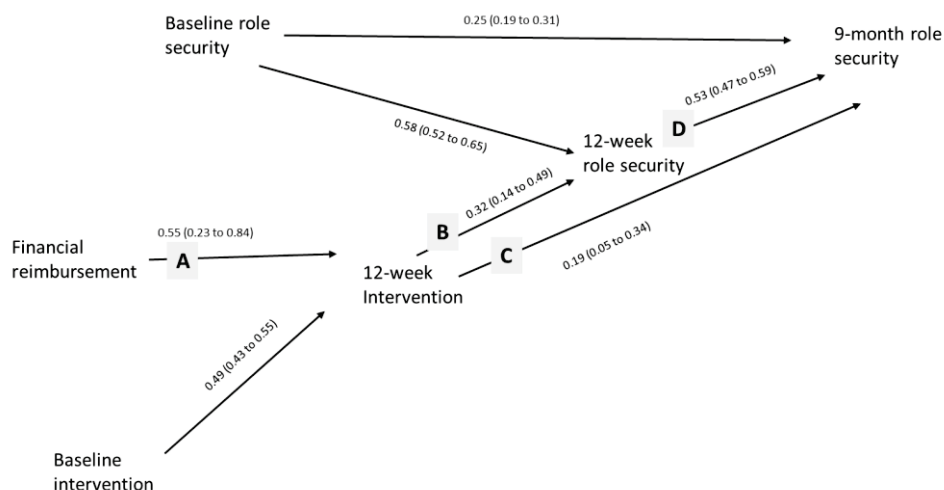 Baseline role
security
0.25 (0.19 to 0.31)
9-month role
security
0.58 (0.52 to 0.65)
0.53 (0.47 to 0.59)
D
12-week
role security
0.32 (0.14 to 0.49)
B
C
0.19 (0.05 to 0.34)
Financial
reimbursement
0.55 (0.23 to 0.84)
A
12-week
Intervention
0.49 (0.43 to 0.55)
Baseline
intervention